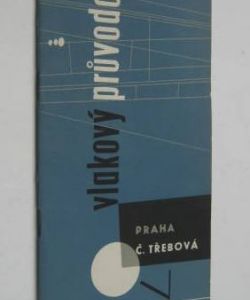 vlakový průvodc
PRAHA
Č. TŘEBOVÁ